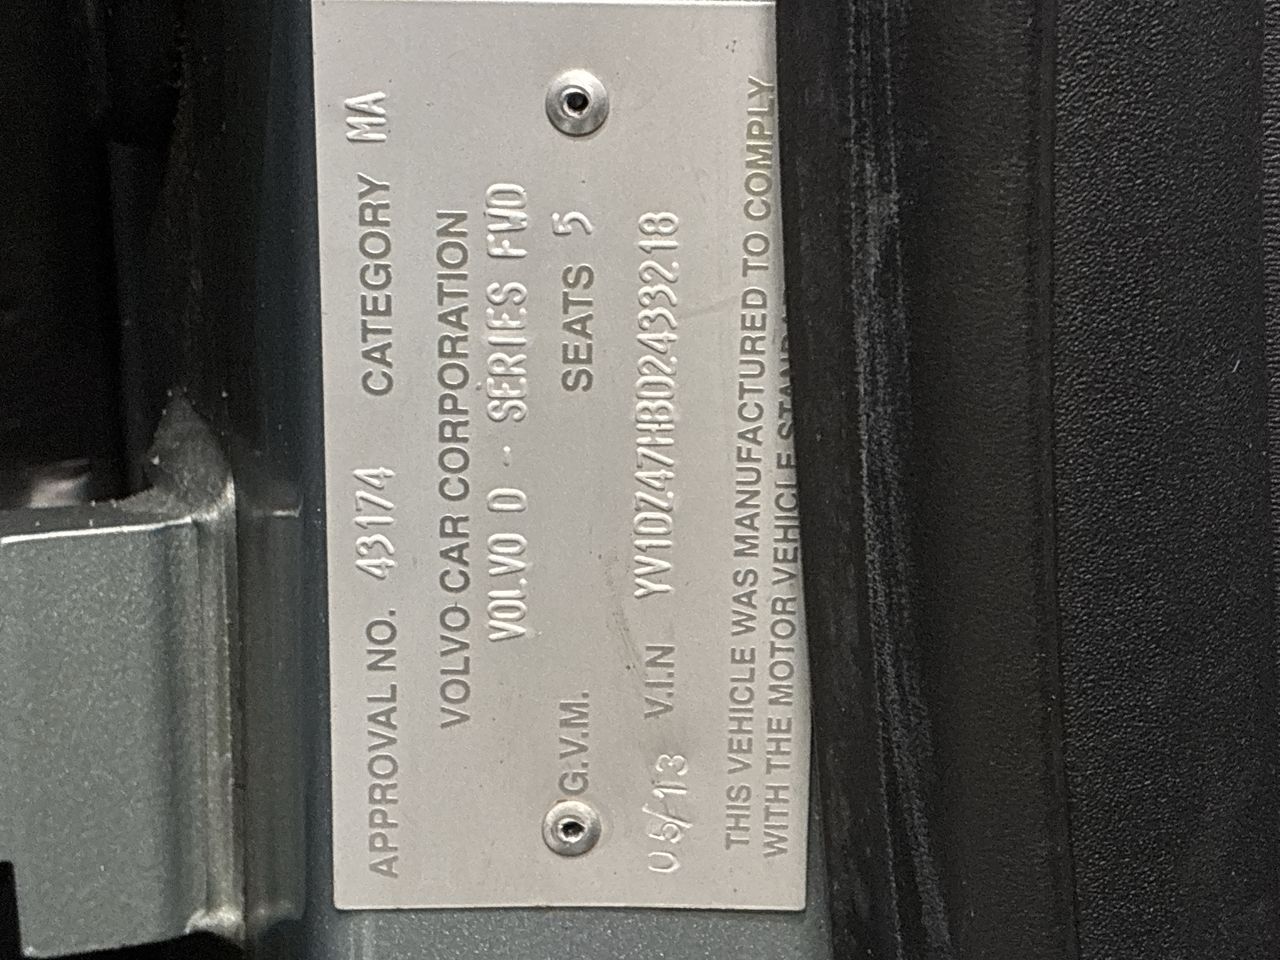 APPROVAL NO. 43174 CATEGORY MA
VOLVO CAR CORPORATION
VOLVO D - SERIES FWD
G.V.M. SEATS 5
05/13 V.I.N YV1DZ47HBD2433218
THIS VEHICLE WAS MANUFACTURED TO COMPLY
WITH THE MOTOR VEHICLE